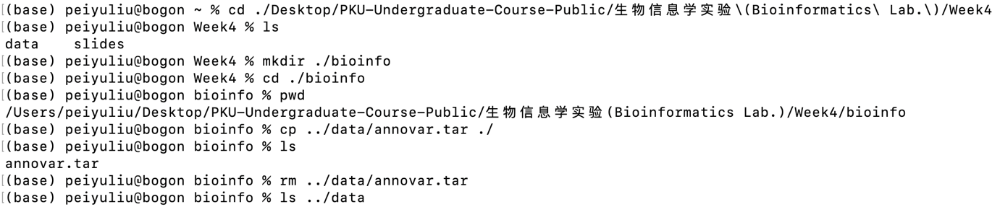 (base) peiyuliu@bogon ~ % cd ./Desktop/PKU-Undergraduate-Course-Public/生物信息学实验\(Bioinformatics\ Lab.\)/Week4
(base) peiyuliu@bogon Week4 % ls
data    slides
(base) peiyuliu@bogon Week4 % mkdir ./bioinfo
(base) peiyuliu@bogon Week4 % cd ./bioinfo
(base) peiyuliu@bogon bioinfo % pwd
/Users/peiyuliu/Desktop/PKU-Undergraduate-Course-Public/生物信息学实验(Bioinformatics Lab.)/Week4/bioinfo
(base) peiyuliu@bogon bioinfo % cp ../data/annovar.tar ./
(base) peiyuliu@bogon bioinfo % ls
annovar.tar
(base) peiyuliu@bogon bioinfo % rm ../data/annovar.tar
(base) peiyuliu@bogon bioinfo % ls ../data